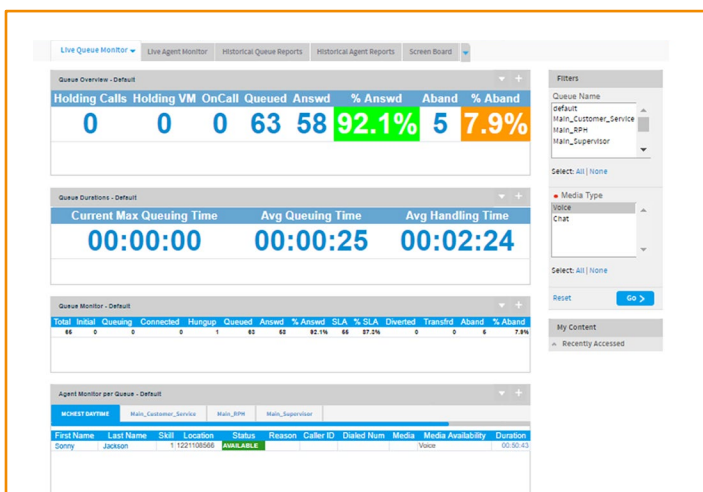 Live Queue Monitor Live Agent Monitor Historical Queue Reports Historical Agent Reports Screen Board
Queue Overview - Default
Holding Calls Holding VM OnCall Queued Answd % Answd Aband % Aband
0 0 0 63 58 92.1% 5 7.9%
Queue Durations - Default
Current Max Queuing Time Avg Queuing Time Avg Handling Time
00:00:00 00:00:25 00:02:24
Queue Monitor - Default
Total Initial Queuing Connected Hungup Queued Answd % Answd SLA % SLA Diverted Transfrd Aband % Aband
0 0 0 1 63 58 92.1% 0 0 5 7.9%
Agent Monitor per Queue - Default
MCHEST DAYTIME Main_Customer_Service Main_RPH Main_Supervisor
First Name Last Name Skill Location Status Reason Caller ID Dialed Num Media Media Availability Duration
Sonny Jackson 1 1221108566 AVAILABLE Voice 00:50:43
Filters
Queue Name
default
Main_Customer_Service
Main_RPH
Main_Supervisor
Select: All | None
Media Type
Voice
Chat
Select: All | None
Reset Go
My Content
Recently Accessed